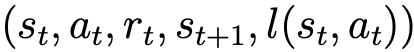 $(s_t, a_t, r_t, s_{t+1}, l(s_t, a_t))$